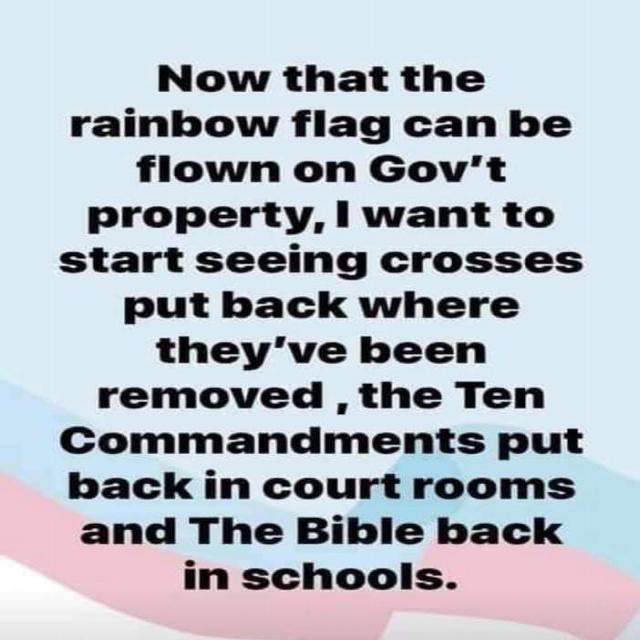 Now that the
rainbow flag can be
flown on Gov't
property, I want to
start seeing crosses
put back where
they've been
removed , the Ten
Commandments put
back in court rooms
and The Bible back
in schools.